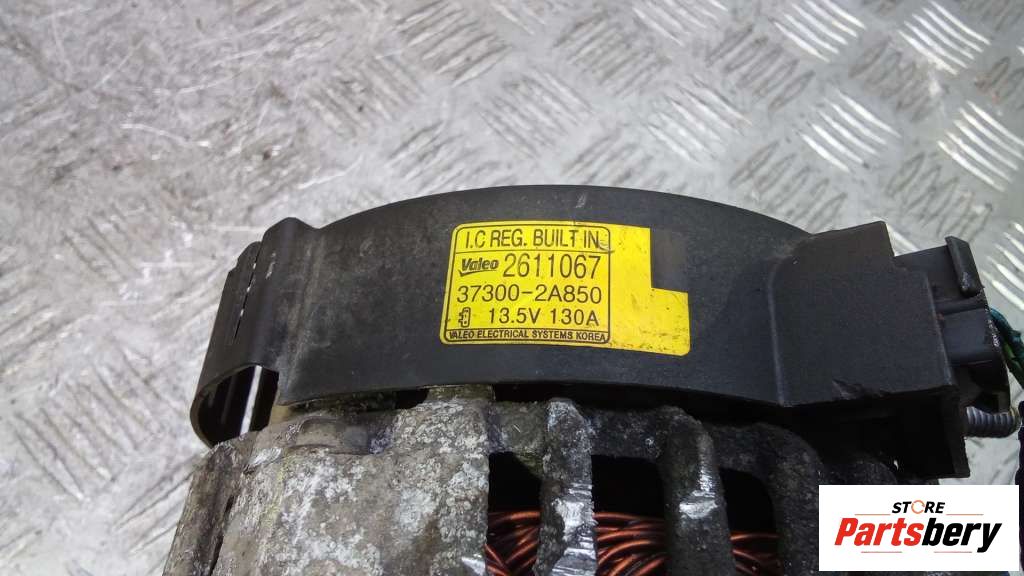 I.C REG. BUILT IN
Valeo 2611067
37300-2A850
13.5V 130A
VALEO ELECTRICAL SYSTEMS KOREA
STORE
Partsbery